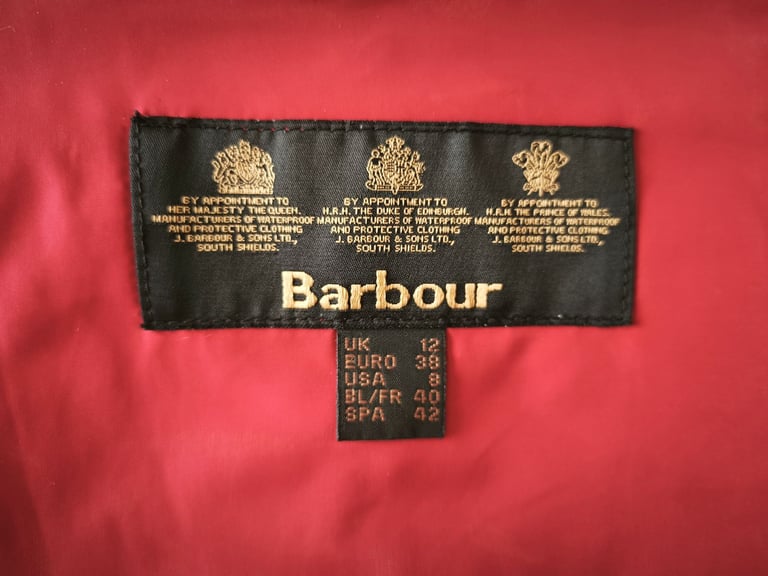 BY APPOINTMENT TO
HER MAJESTY THE QUEEN.
MANUFACTURERS OF WATERPROOF
AND PROTECTIVE CLOTHING
J. BARBOUR & SONS LTD.,
SOUTH SHIELDS.
BY APPOINTMENT TO
H.R.H. THE DUKE OF EDINBURGH.
MANUFACTURERS OF WATERPROOF
AND PROTECTIVE CLOTHING
J. BARBOUR & SONS LTD.,
SOUTH SHIELDS.
BY APPOINTMENT TO
H.R.H. THE PRINCE OF WALES.
MANUFACTURERS OF WATERPROOF
AND PROTECTIVE CLOTHING
J. BARBOUR & SONS LTD.,
SOUTH SHIELDS.
Barbour
UK 12
EURO 38
USA 8
BL/FR 40
SPA 42